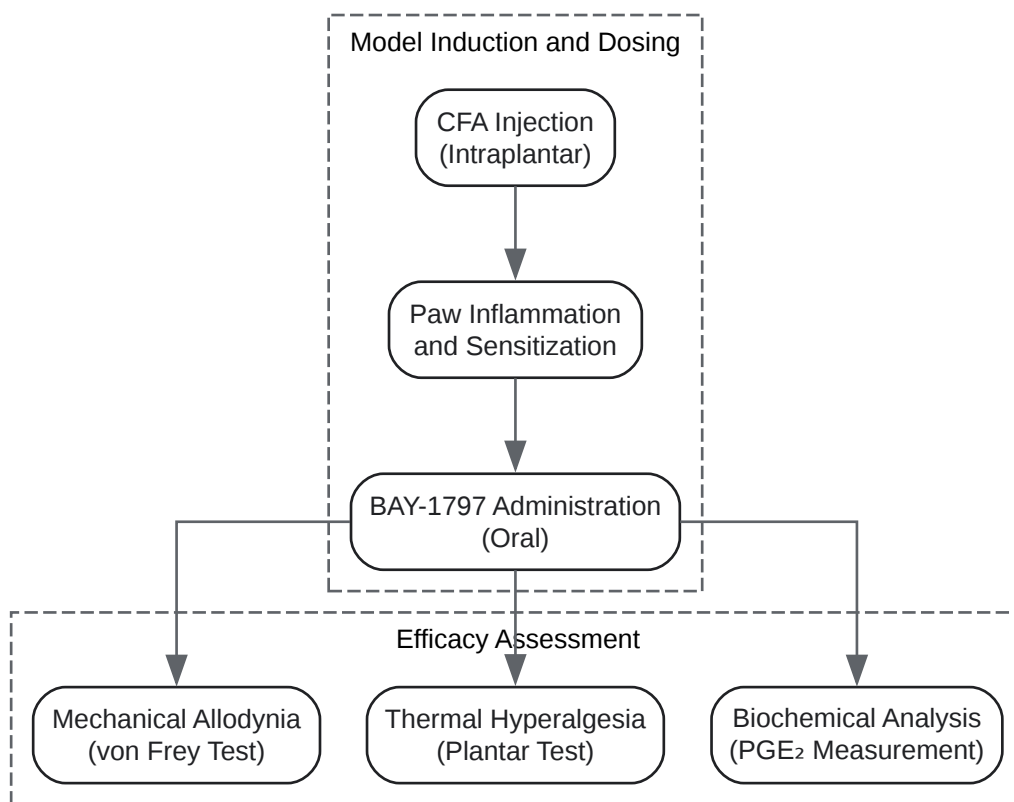 Model Induction and Dosing
CFA Injection
(Intraplantar)
Paw Inflammation
and Sensitization
BAY-1797 Administration
(Oral)
Efficacy Assessment
Mechanical Allodynia
(von Frey Test)
Thermal Hyperalgesia
(Plantar Test)
Biochemical Analysis
(PGE₂ Measurement)